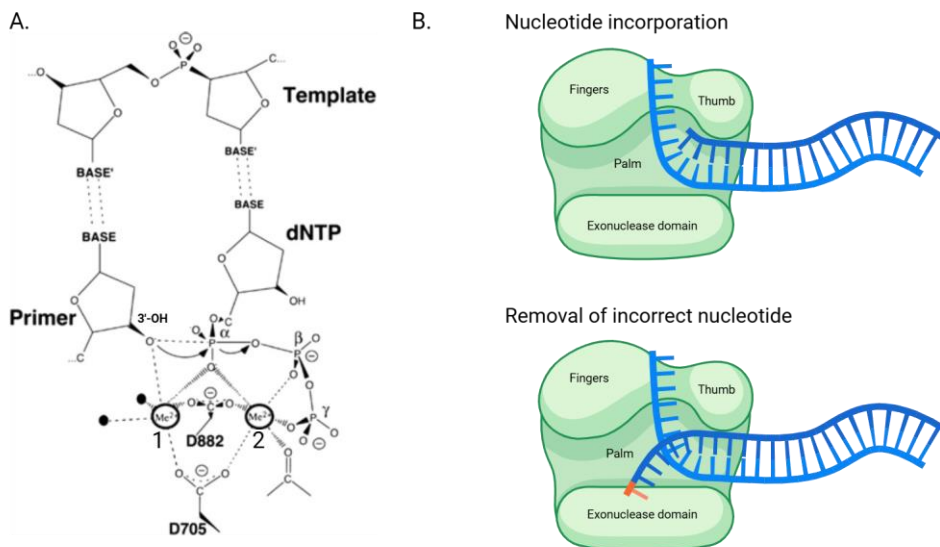 A.
O
P
⊖
O
...O
O
C...
Template
O
O
BASE'
BASE'
BASE
BASE
dNTP
O
O
OH
Primer
3'-OH
O
C
α
O
P
O
β
O
P
⊖
...C
O
O
O
γ
P
O
O
⊖
Me²⁺
⊖
C
O
O
Me²⁺
1
D882
2
O
⊖
O
C
O
D705
B.
Nucleotide incorporation
Fingers
Thumb
Palm
Exonuclease domain
Removal of incorrect nucleotide
Fingers
Thumb
Palm
Exonuclease domain